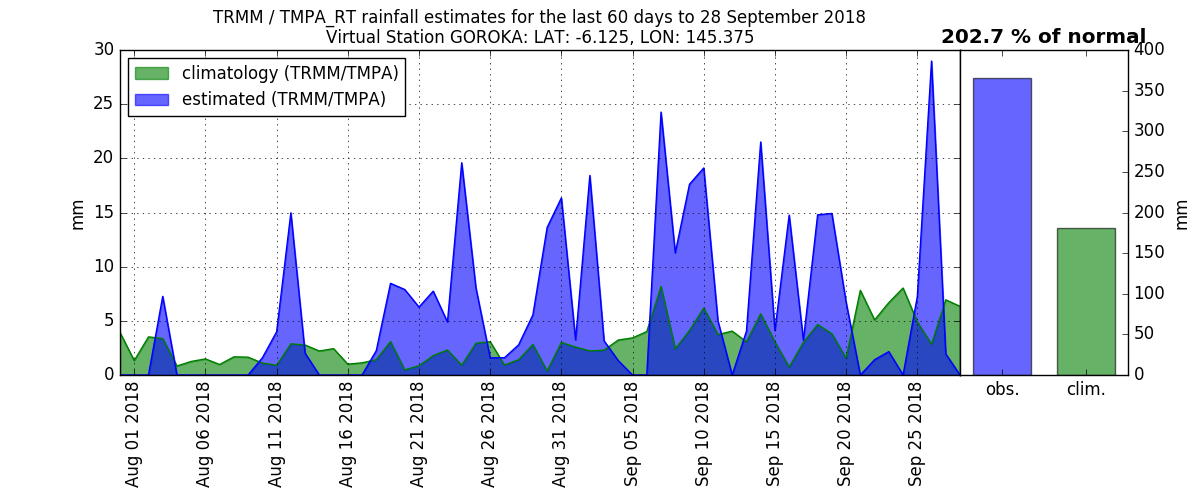 TRMM / TMPA_RT rainfall estimates for the last 60 days to 28 September 2018
Virtual Station GOROKA: LAT: -6.125, LON: 145.375
202.7 % of normal
climatology (TRMM/TMPA)
estimated (TRMM/TMPA)
mm
30
25
20
15
10
5
0
Aug 01 2018
Aug 06 2018
Aug 11 2018
Aug 16 2018
Aug 21 2018
Aug 26 2018
Aug 31 2018
Sep 05 2018
Sep 10 2018
Sep 15 2018
Sep 20 2018
Sep 25 2018
obs.
clim.
400
350
300
250
200
150
100
50
0
mm